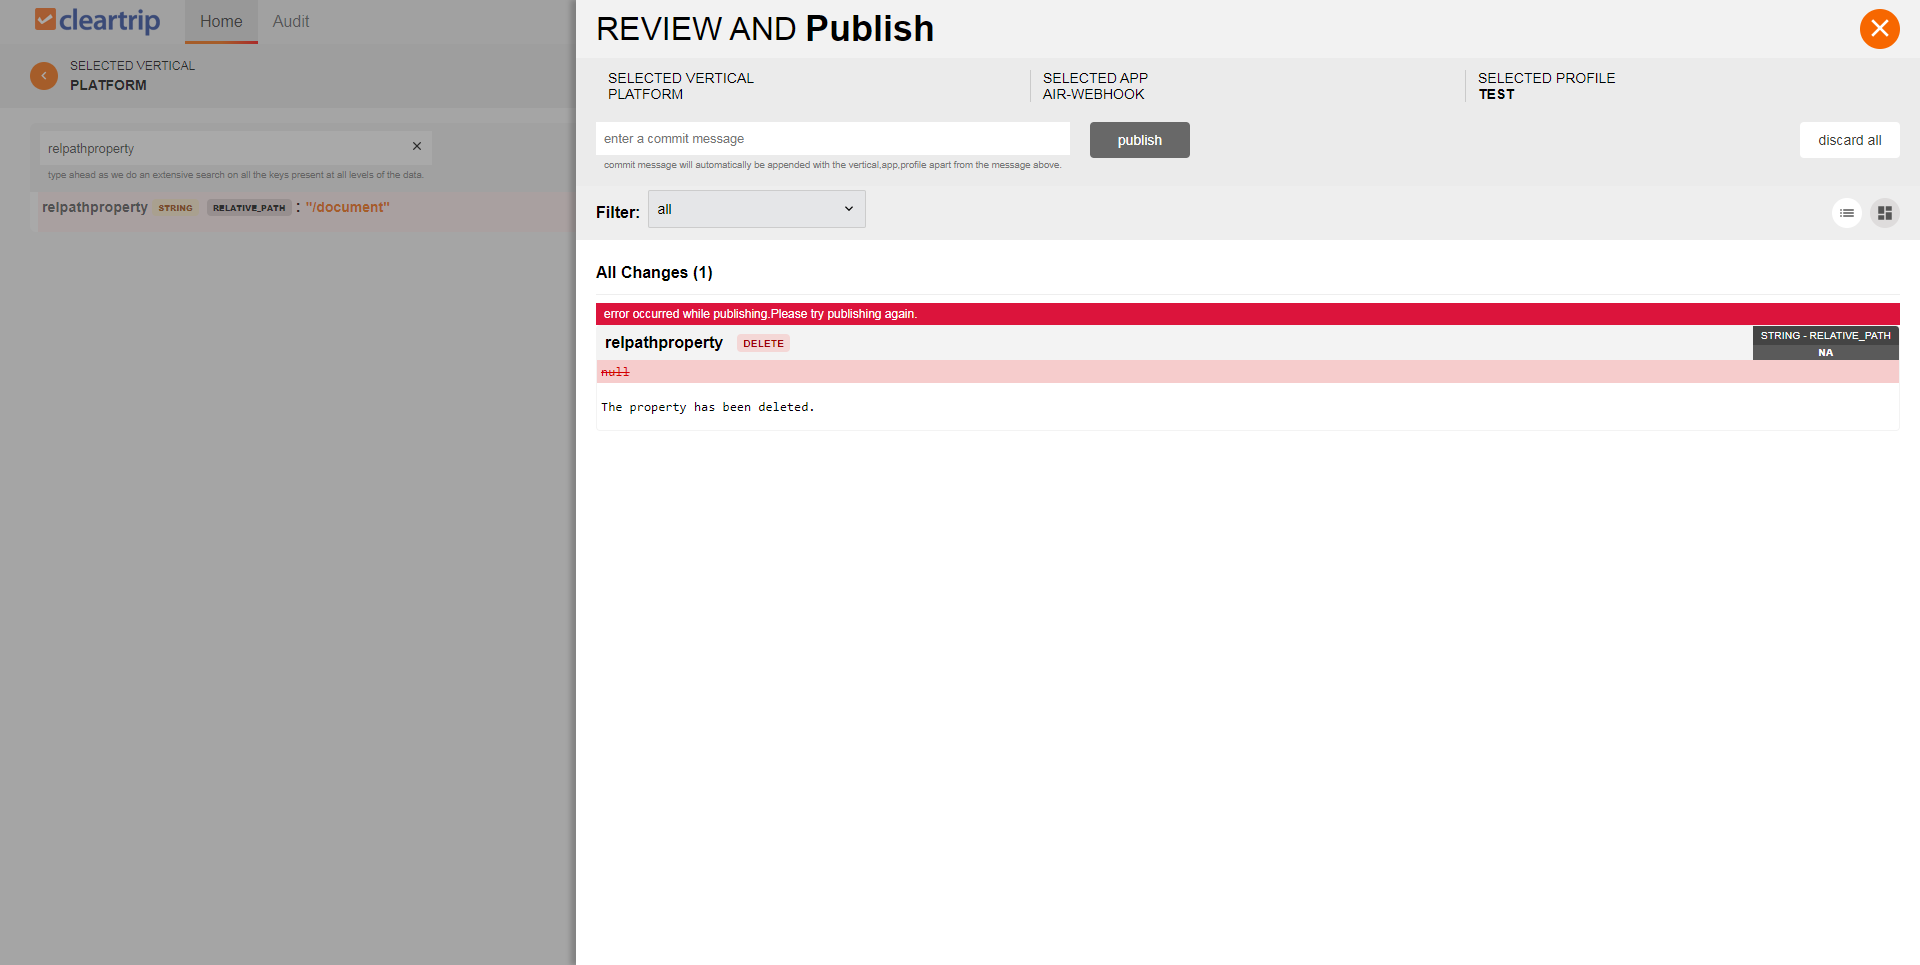 cleartrip
Home
Audit
SELECTED VERTICAL
PLATFORM
relpathproperty
type ahead as we do an extensive search on all the keys present at all levels of the data.
relpathproperty STRING RELATIVE_PATH : "/document"
REVIEW AND Publish
SELECTED VERTICAL
PLATFORM
SELECTED APP
AIR-WEBHOOK
SELECTED PROFILE
TEST
enter a commit message
publish
discard all
commit message will automatically be appended with the vertical,app,profile apart from the message above.
Filter: all
All Changes (1)
error occurred while publishing.Please try publishing again.
relpathproperty DELETE
STRING - RELATIVE_PATH
NA
null
The property has been deleted.